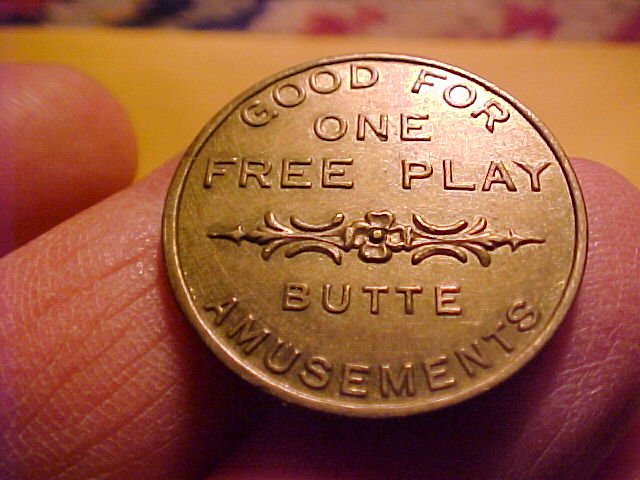 GOOD FOR
ONE
FREE PLAY
BUTTE
AMUSEMENTS